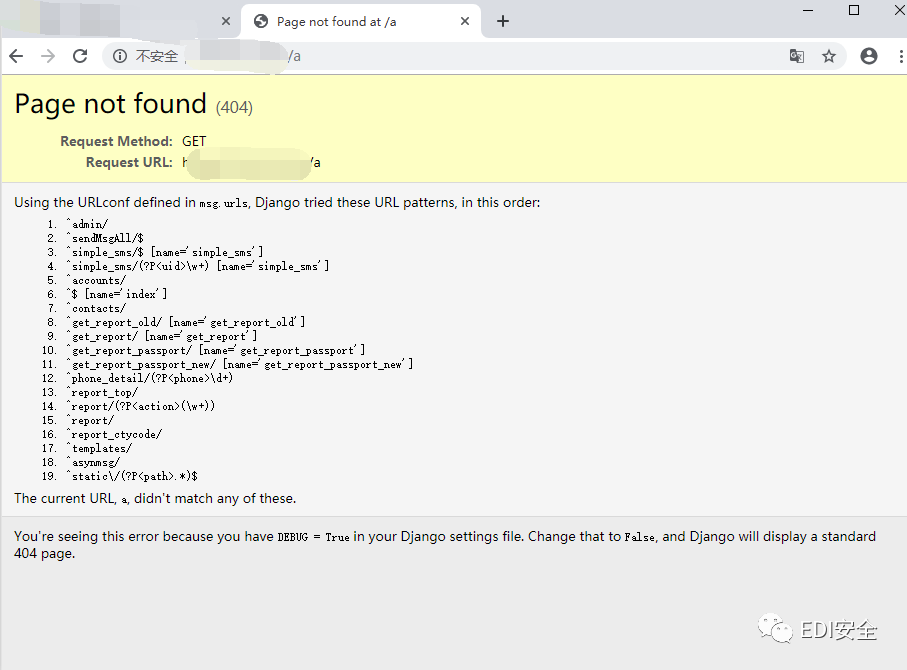 Page not found at /a
不安全
/a
Page not found (404)
Request Method: GET
Request URL: h /a
Using the URLconf defined in msg.urls, Django tried these URL patterns, in this order:
1. ^admin/
2. ^sendMsgAll/$
3. ^simple_sms/$ [name='simple_sms']
4. ^simple_sms/(?P<uid>\w+) [name='simple_sms']
5. ^accounts/
6. ^$ [name='index']
7. ^contacts/
8. ^get_report_old/ [name='get_report_old']
9. ^get_report/ [name='get_report']
10. ^get_report_passport/ [name='get_report_passport']
11. ^get_report_passport_new/ [name='get_report_passport_new']
12. ^phone_detail/(?P<phone>\d+)
13. ^report_top/
14. ^report/(?P<action>(\w+))
15. ^report/
16. ^report_ctycode/
17. ^templates/
18. ^asynmsg/
19. ^static\/(?P<path>.*)$
The current URL, a, didn't match any of these.
You're seeing this error because you have DEBUG = True in your Django settings file. Change that to False, and Django will display a standard
404 page.
EDI安全